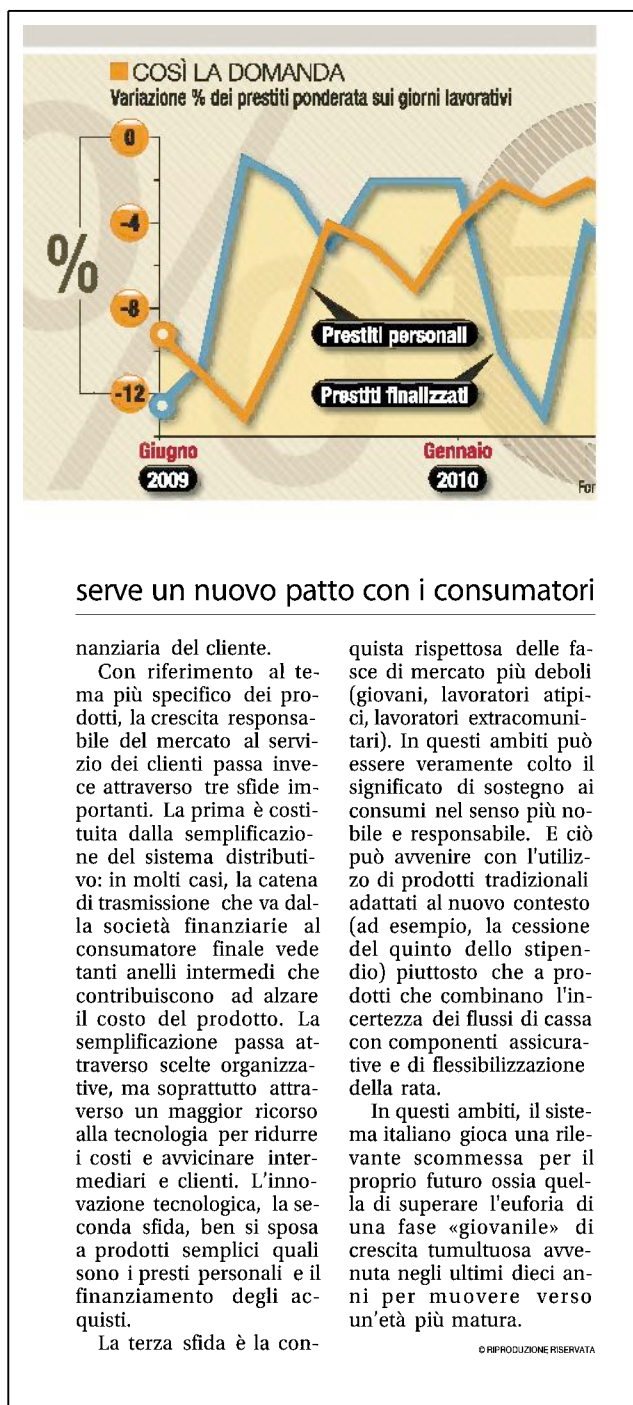 COSÌ LA DOMANDA
Variazione % dei prestiti ponderata sui giorni lavorativi
0
-4
%
-8
-12
Prestiti personali
Prestiti finalizzati
Giugno
2009
Gennaio
2010
For
serve un nuovo patto con i consumatori
nanziaria del cliente.
Con riferimento al te-
ma più specifico dei pro-
dotti, la crescita responsa-
bile del mercato al servi-
zio dei clienti passa inve-
ce attraverso tre sfide im-
portanti. La prima è costi-
tuita dalla semplificazio-
ne del sistema distributi-
vo: in molti casi, la catena
di trasmissione che va dal-
la società finanziarie al
consumatore finale vede
tanti anelli intermedi che
contribuiscono ad alzare
il costo del prodotto. La
semplificazione passa at-
traverso scelte organizza-
tive, ma soprattutto attra-
verso un maggior ricorso
alla tecnologia per ridurre
i costi e avvicinare inter-
mediari e clienti. L'inno-
vazione tecnologica, la se-
conda sfida, ben si sposa
a prodotti semplici quali
sono i presti personali e il
finanziamento degli ac-
quisti.
La terza sfida è la con-
quista rispettosa delle fa-
sce di mercato più deboli
(giovani, lavoratori atipi-
ci, lavoratori extracomuni-
tari). In questi ambiti può
essere veramente colto il
significato di sostegno ai
consumi nel senso più no-
bile e responsabile. E ciò
può avvenire con l'utiliz-
zo di prodotti tradizionali
adattati al nuovo contesto
(ad esempio, la cessione
del quinto dello stipen-
dio) piuttosto che a pro-
dotti che combinano l'in-
certezza dei flussi di cassa
con componenti assicura-
tive e di flessibilizzazione
della rata.
In questi ambiti, il siste-
ma italiano gioca una rile-
vante scommessa per il
proprio futuro ossia quel-
la di superare l'euforia di
una fase «giovanile» di
crescita tumultuosa avve-
nuta negli ultimi dieci an-
ni per muovere verso
un'età più matura.
© RIPRODUZIONE RISERVATA